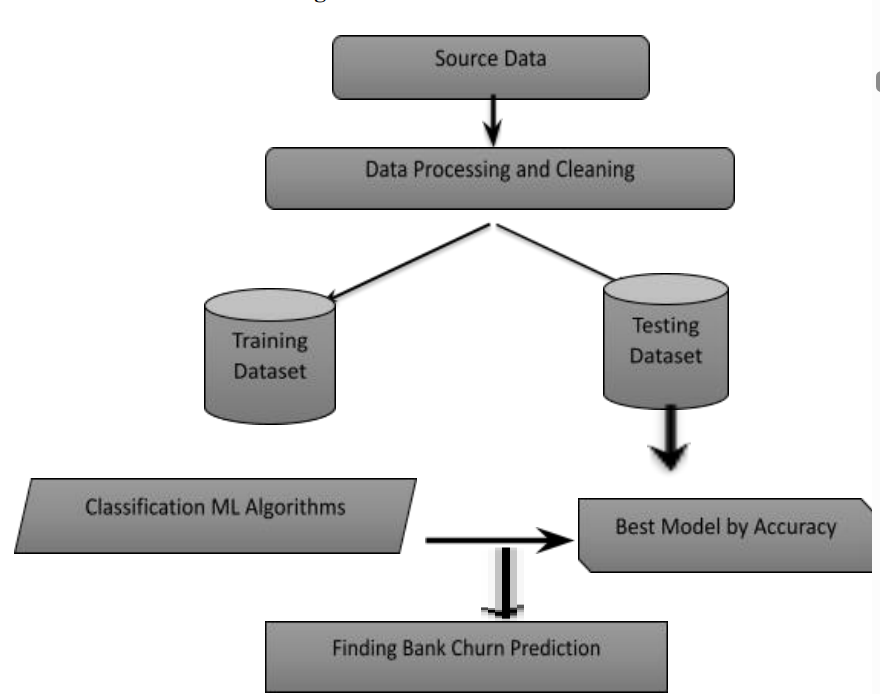 Source Data
Data Processing and Cleaning
Training
Dataset
Testing
Dataset
Classification ML Algorithms
Best Model by Accuracy
Finding Bank Churn Prediction